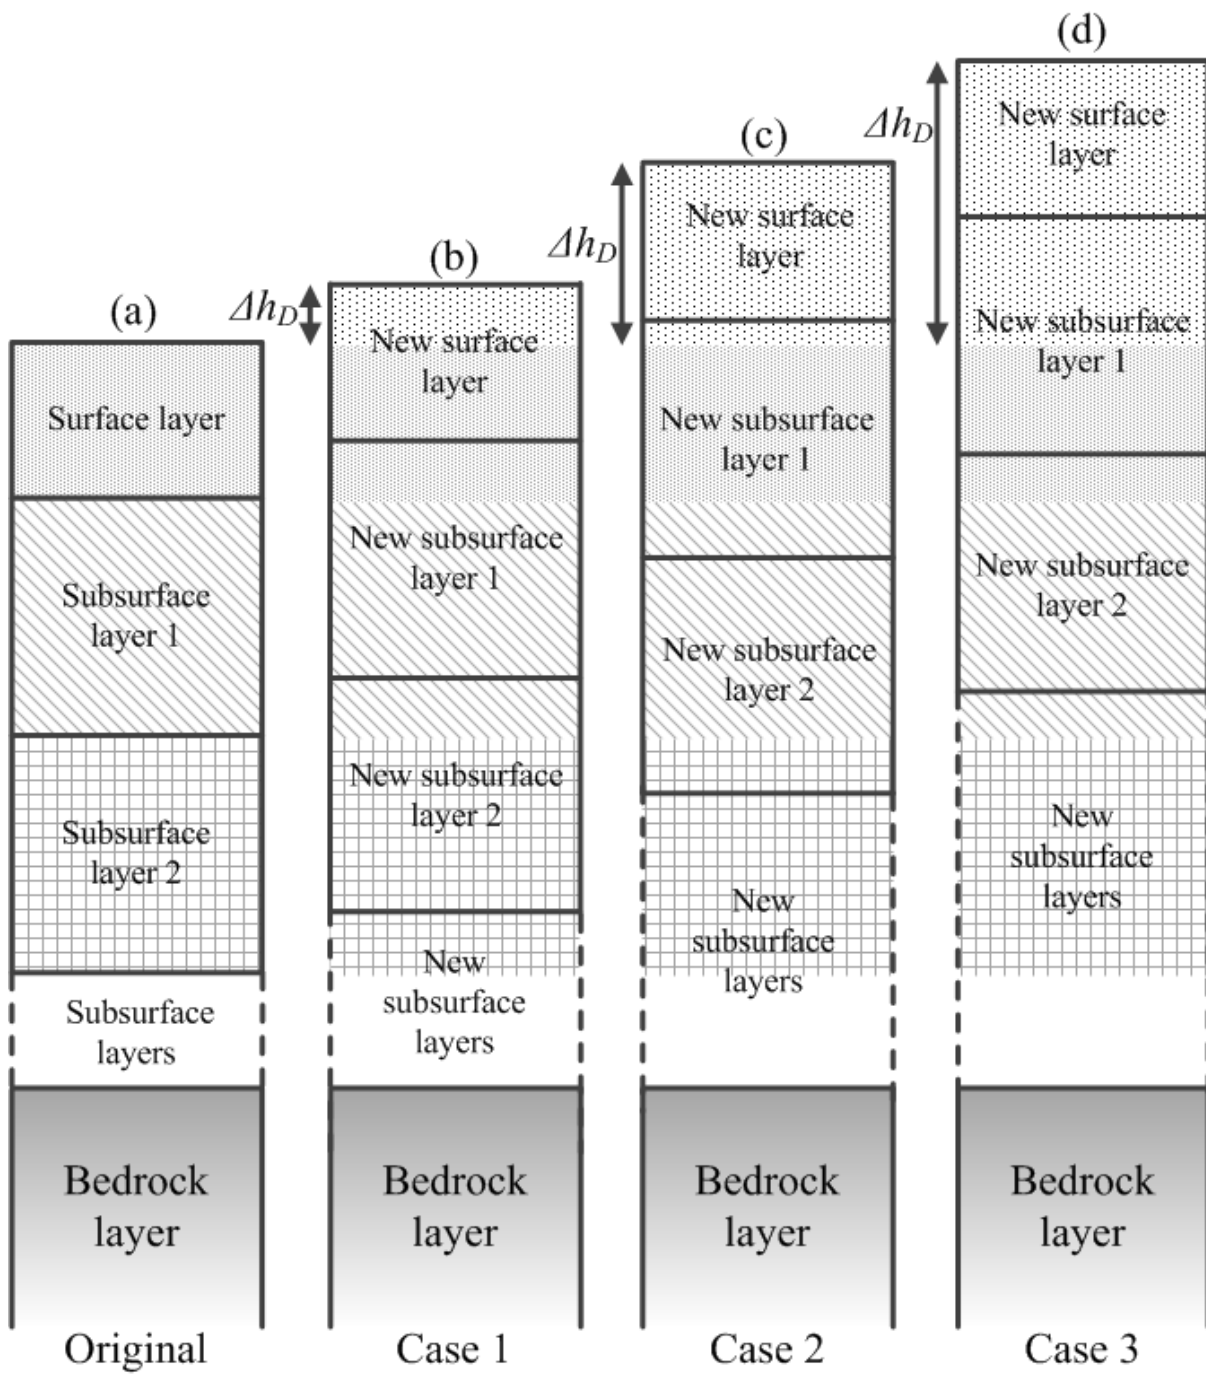 (a)
Surface layer
Subsurface
layer 1
Subsurface
layer 2
Subsurface
layers
Bedrock
layer
Original
(b)
Δh_D
New surface
layer
New subsurface
layer 1
New subsurface
layer 2
New
subsurface
layers
Bedrock
layer
Case 1
(c)
Δh_D
New surface
layer
New subsurface
layer 1
New subsurface
layer 2
New
subsurface
layers
Bedrock
layer
Case 2
(d)
Δh_D
New surface
layer
New subsurface
layer 1
New subsurface
layer 2
New
subsurface
layers
Bedrock
layer
Case 3